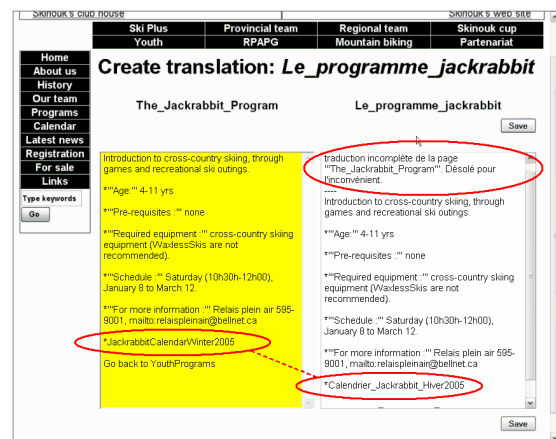 Skinouk's club house
Skinouk's web site
Ski Plus Provincial team Regional team Skinouk cup
Youth RPAPG Mountain biking Partenariat
Home
About us
History
Our team
Programs
Calendar
Latest news
Registration
For sale
Links
Type keywords
Go
Create translation: Le_programme_jackrabbit
The_Jackrabbit_Program
Introduction to cross-country skiing, through
games and recreational ski outings.
*'''Age:''' 4-11 yrs
*'''Pre-requisites :''' none
*'''Required equipment :''' cross-country skiing
equipment (WaxlessSkis are not
recommended).
*'''Schedule :''' Saturday (10h30h-12h00),
January 8 to March 12.
*'''For more information :''' Relais plein air 595-
9001, mailto:relaispleinair@bellnet.ca
*JackrabbitCalendarWinter2005
Go back to YouthPrograms
Le_programme_jackrabbit
Save
traduction incomplète de la page
'''The_Jackrabbit_Program'''. Désolé pour
l'inconvénient.
----
Introduction to cross-country skiing, through
games and recreational ski outings.
*'''Age:''' 4-11 yrs
*'''Pre-requisites :''' none
*'''Required equipment :''' cross-country skiing
equipment (WaxlessSkis are not
recommended).
*'''Schedule :''' Saturday (10h30h-12h00),
January 8 to March 12.
*'''For more information :''' Relais plein air 595-
9001, mailto:relaispleinair@bellnet.ca
*Calendrier_Jackrabbit_Hiver2005
Save